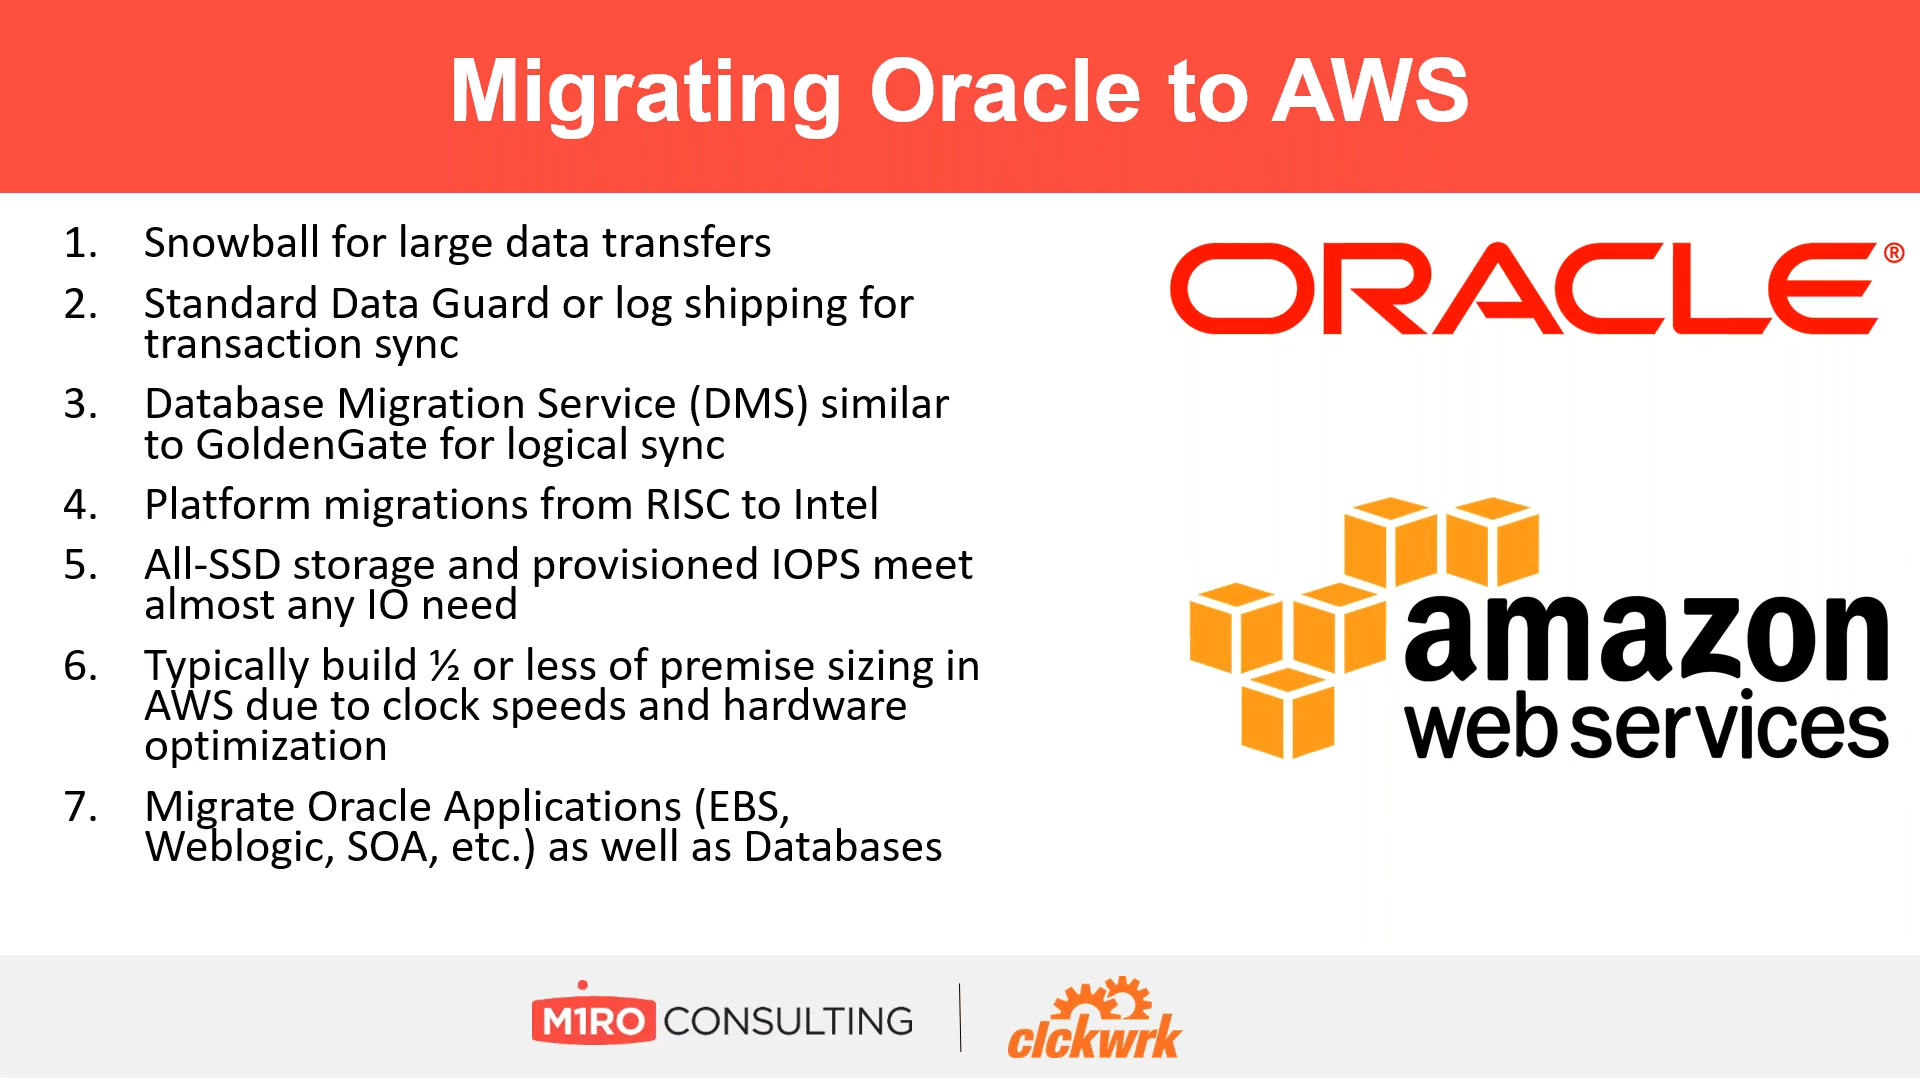 Migrating Oracle to AWS
1. Snowball for large data transfers
2. Standard Data Guard or log shipping for
transaction sync
3. Database Migration Service (DMS) similar
to GoldenGate for logical sync
4. Platform migrations from RISC to Intel
5. All-SSD storage and provisioned IOPS meet
almost any IO need
6. Typically build ½ or less of premise sizing in
AWS due to clock speeds and hardware
optimization
7. Migrate Oracle Applications (EBS,
Weblogic, SOA, etc.) as well as Databases
ORACLE®
amazon
web services
M1RO CONSULTING
clckwrk